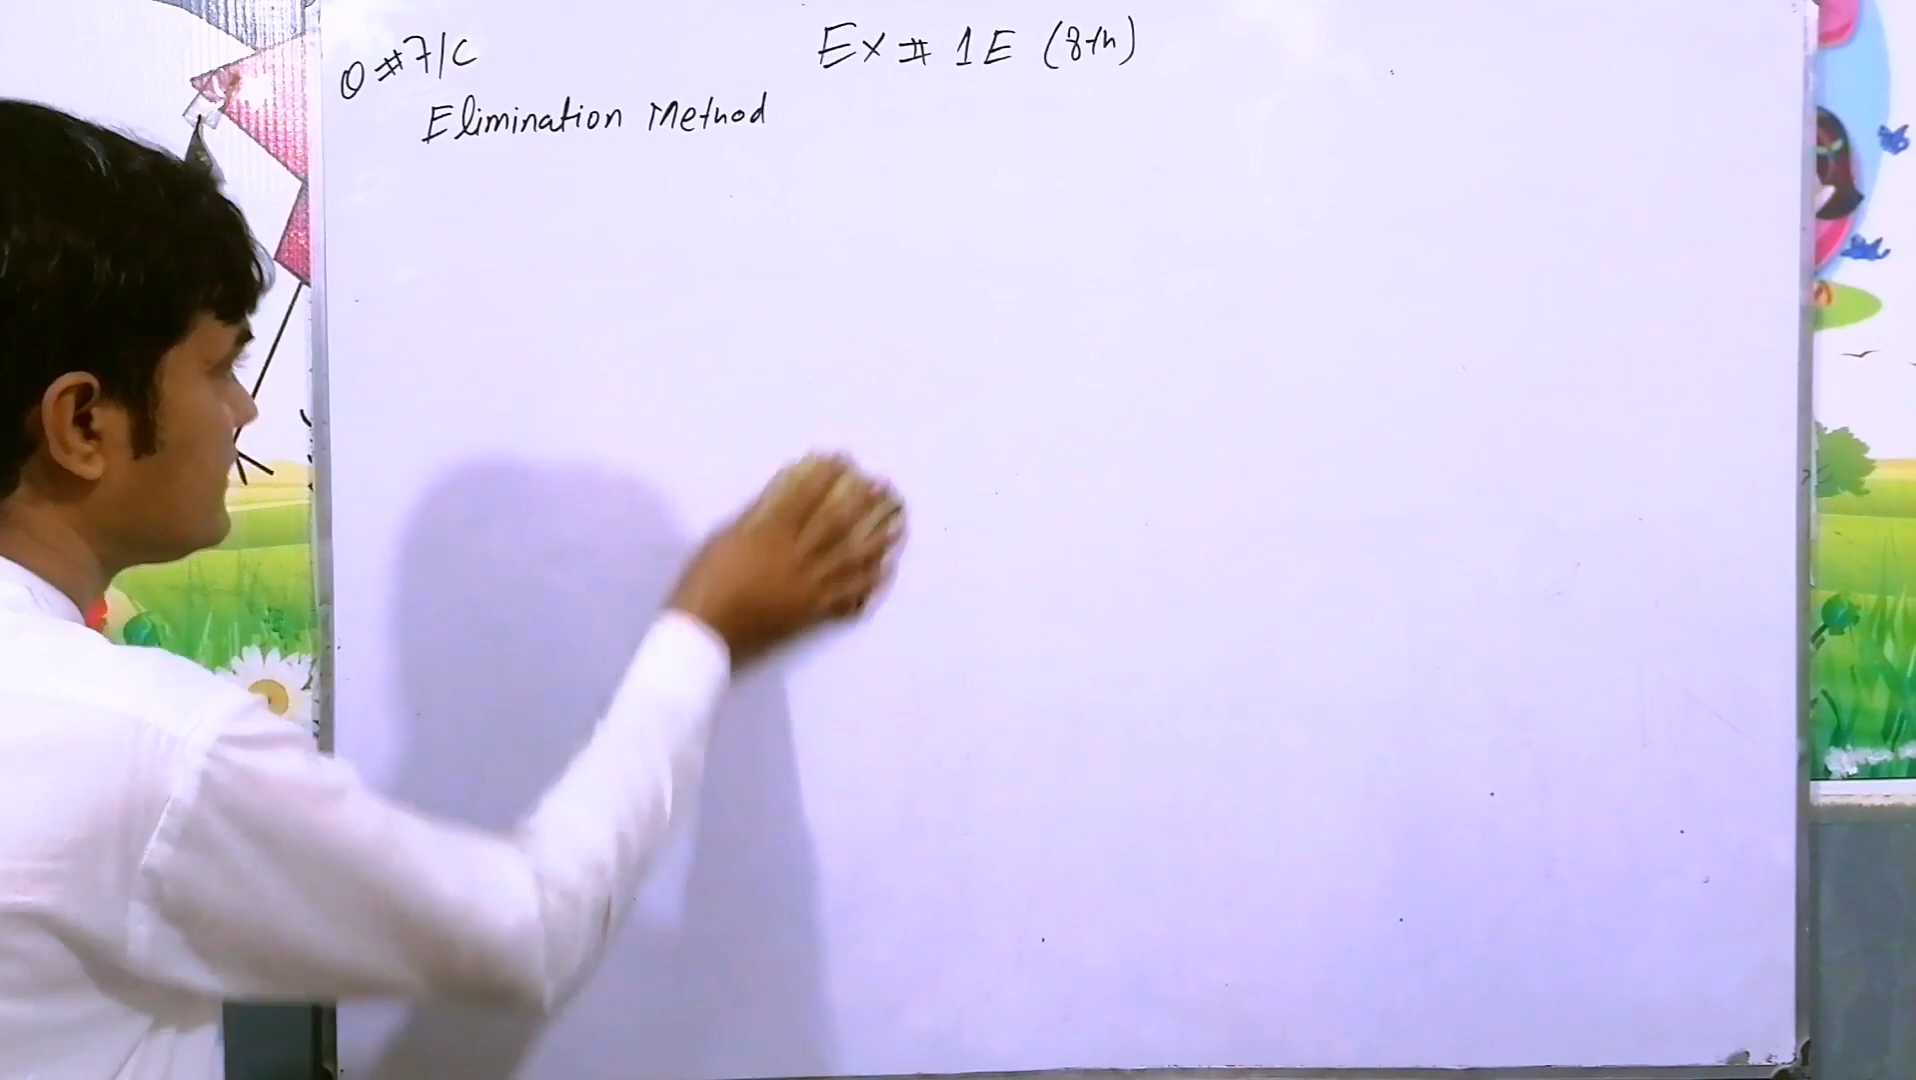 Ex # 1E (8th)
Q #7/C
Elimination Method